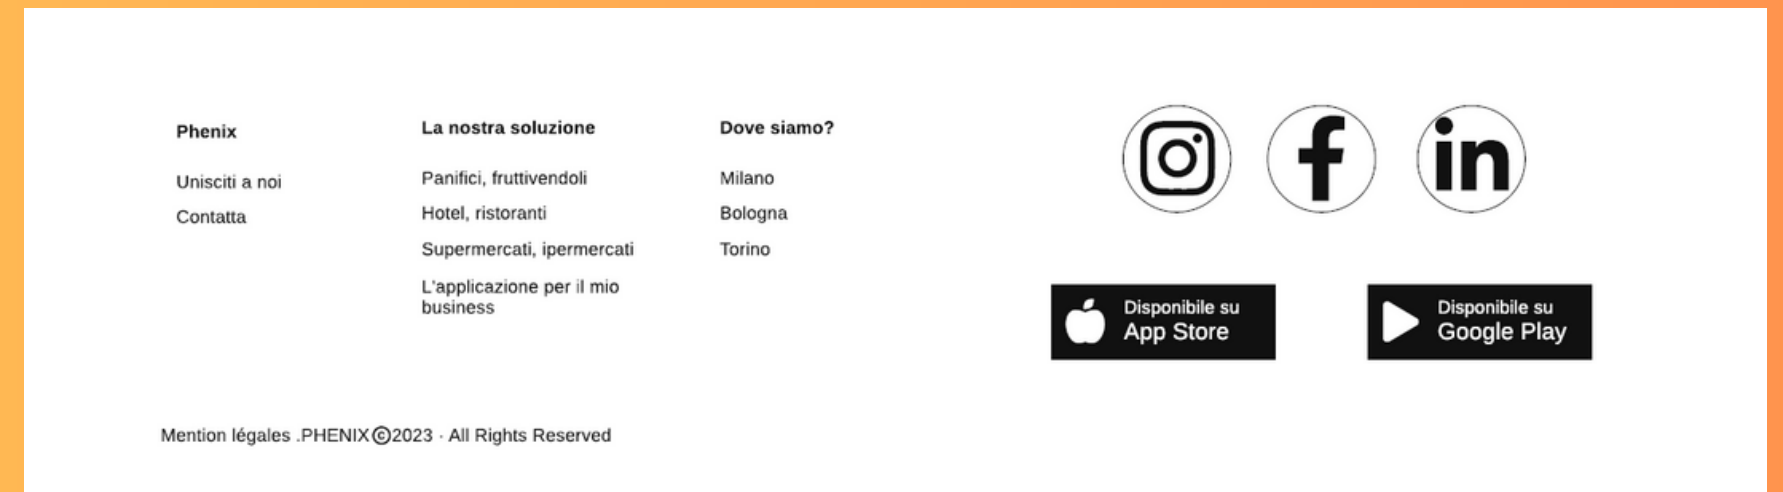 Phenix
Unisciti a noi
Contatta
La nostra soluzione
Panifici, fruttivendoli
Hotel, ristoranti
Supermercati, ipermercati
L'applicazione per il mio
business
Dove siamo?
Milano
Bologna
Torino
in
Disponibile su
App Store
Disponibile su
Google Play
Mention légales .PHENIX©2023 · All Rights Reserved